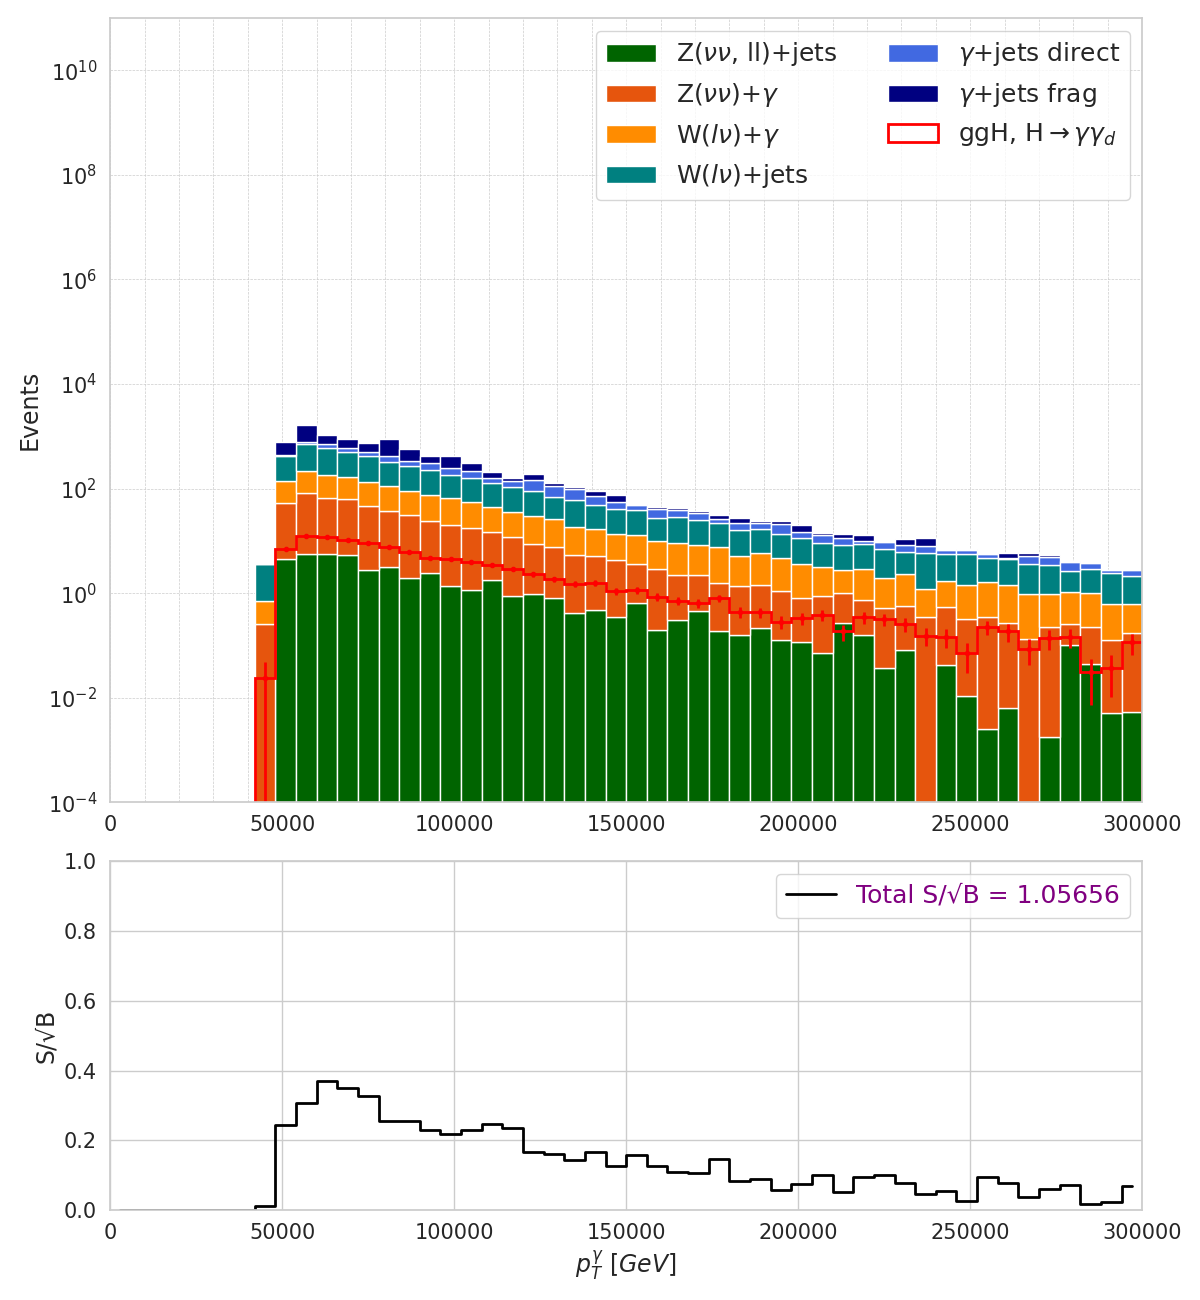 Z(νν, ll)+jets
Z(νν)+γ
W(lν)+γ
W(lν)+jets
γ+jets direct
γ+jets frag
ggH, H→γγ_d
Events
10^10
10^8
10^6
10^4
10^2
10^0
10^−2
10^−4
0 50000 100000 150000 200000 250000 300000
Total S/√B = 1.05656
S/√B
1.0
0.8
0.6
0.4
0.2
0.0
0 50000 100000 150000 200000 250000 300000
p_T^γ [GeV]